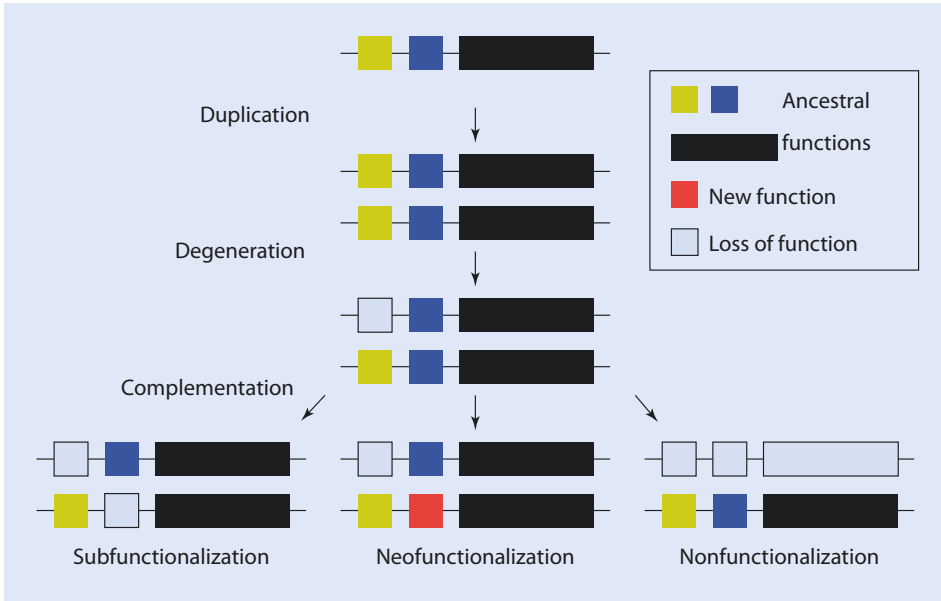 Duplication
Ancestral
functions
New function
Degeneration
Loss of function
Complementation
Subfunctionalization
Neofunctionalization
Nonfunctionalization